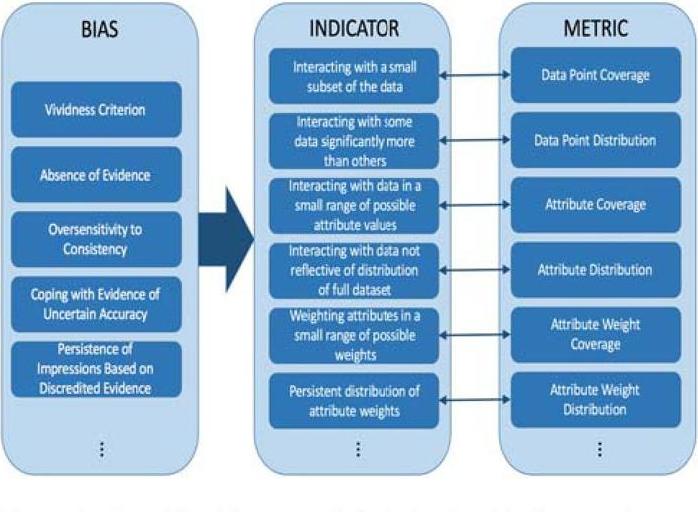 BIAS
Vividness Criterion
Absence of Evidence
Oversensitivity to
Consistency
Coping with Evidence of
Uncertain Accuracy
Persistence of
Impressions Based on
Discredited Evidence
⋮
INDICATOR
Interacting with a small
subset of the data
Interacting with some
data significantly more
than others
Interacting with data in a
small range of possible
attribute values
Interacting with data not
reflective of distribution
of full dataset
Weighting attributes in a
small range of possible
weights
Persistent distribution of
attribute weights
⋮
METRIC
Data Point Coverage
Data Point Distribution
Attribute Coverage
Attribute Distribution
Attribute Weight
Coverage
Attribute Weight
Distribution
⋮